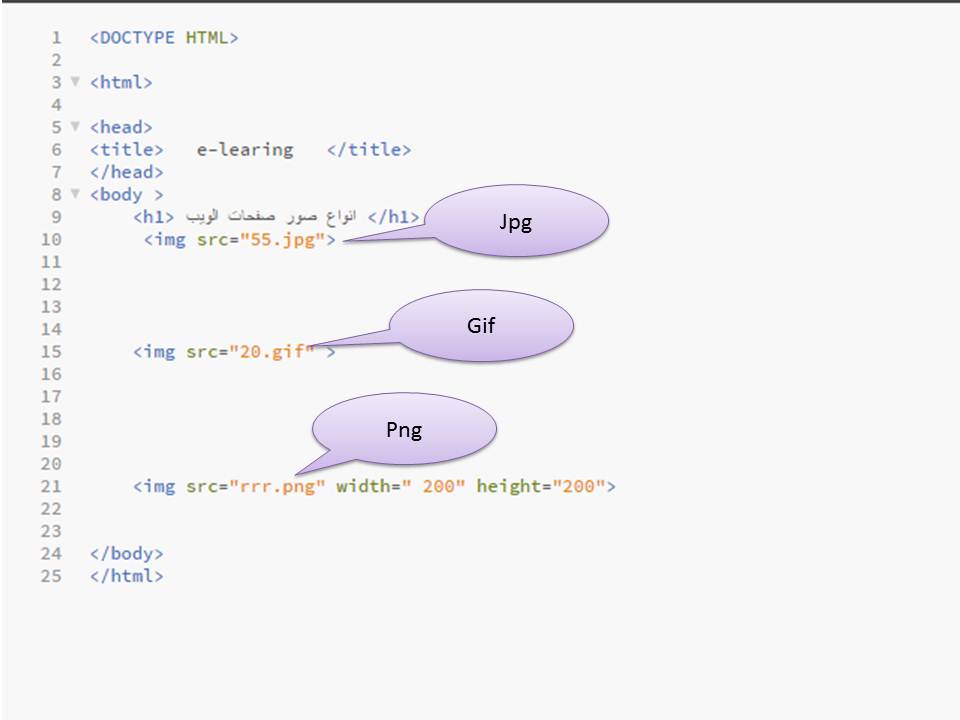 1 <DOCTYPE HTML>
2
3 <html>
4
5 <head>
6 <title> e-learing </title>
7 </head>
8 <body >
9 <h1> انواع صور صفحات الويب </h1>
10 <img src="55.jpg">
Jpg
11
12
13
14
15 <img src="20.gif" >
Gif
16
17
18
19
20
Png
21 <img src="rrr.png" width=" 200" height="200">
22
23
24 </body>
25 </html>